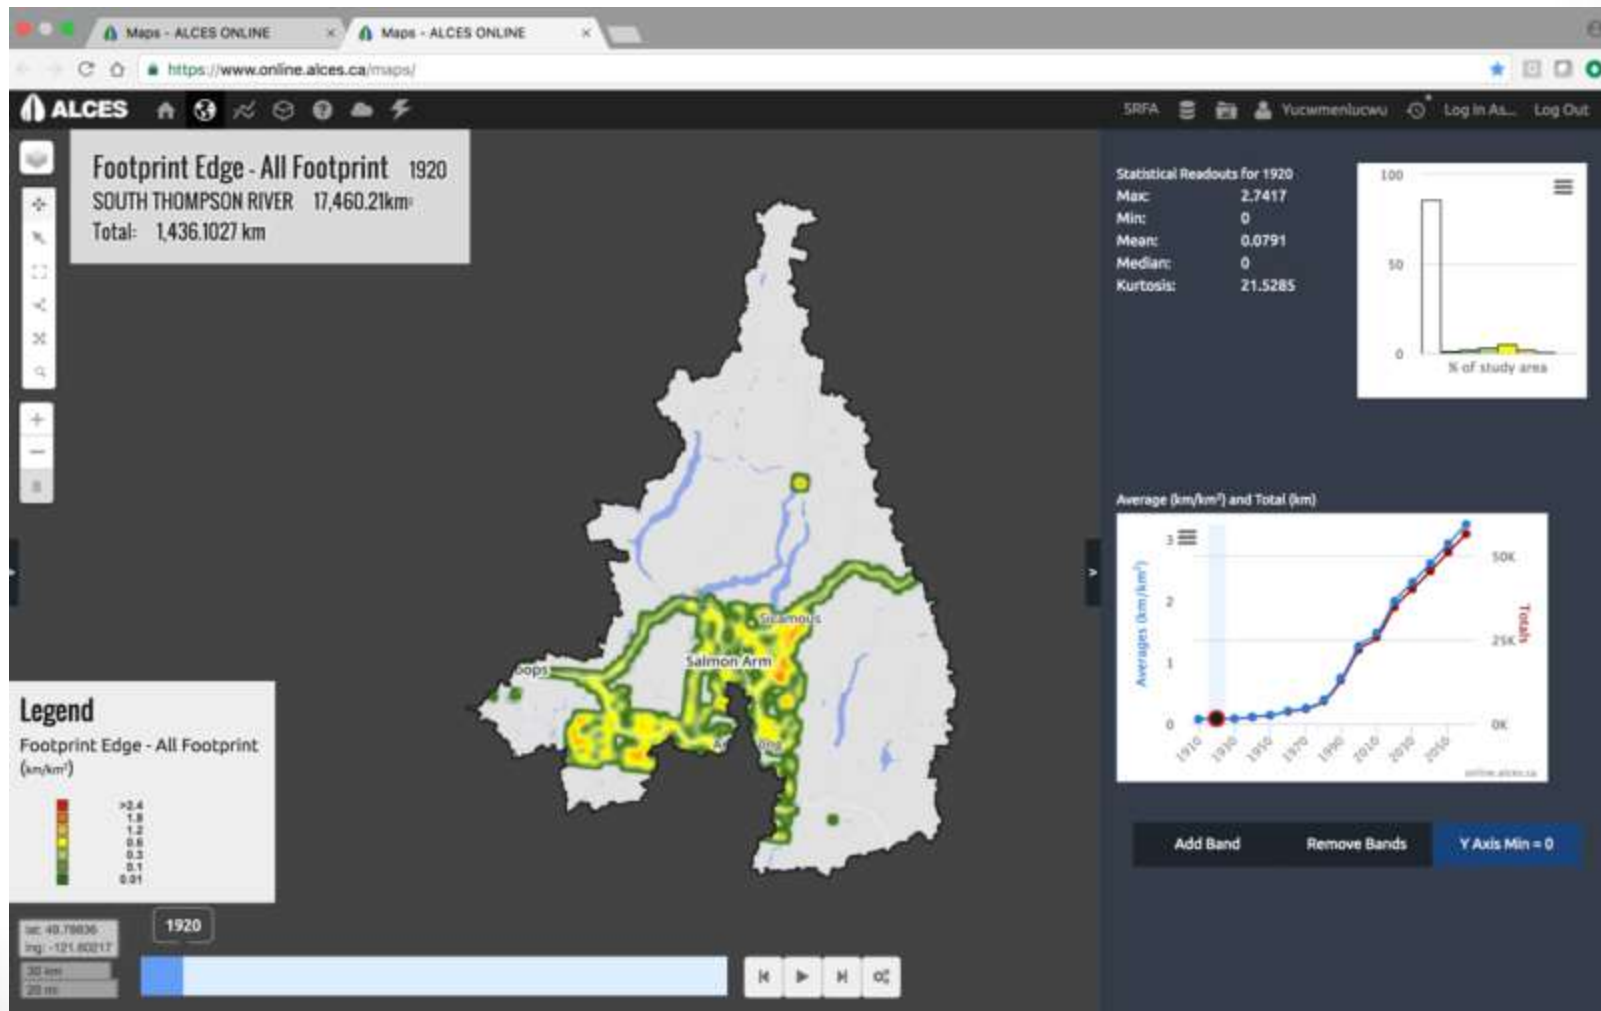 Maps - ALCES ONLINE
Maps - ALCES ONLINE
https://www.online.alces.ca/maps/
ALCES
SRFA
Yucwmenlucwu
Log In As...
Log Out
Footprint Edge - All Footprint 1920
SOUTH THOMPSON RIVER 17,460.21km²
Total: 1,436.1027 km
Statistical Readouts for 1920
Max: 2.7417
Min: 0
Mean: 0.0791
Median: 0
Kurtosis: 21.5285
100
50
0
% of study area
Sicamous
Salmon Arm
oops
Average (km/km²) and Total (km)
3
2
1
0
Averages (km/km²)
50K
25K
0K
Totals
1910
1930
1950
1970
1990
2010
2030
2050
online.alces.ca
Add Band
Remove Bands
Y Axis Min = 0
Legend
Footprint Edge - All Footprint
(km/km²)
>2.4
1.8
1.2
0.6
0.3
0.1
0.01
1920
lat: 49.78836
lng: -121.60217
30 km
20 mi